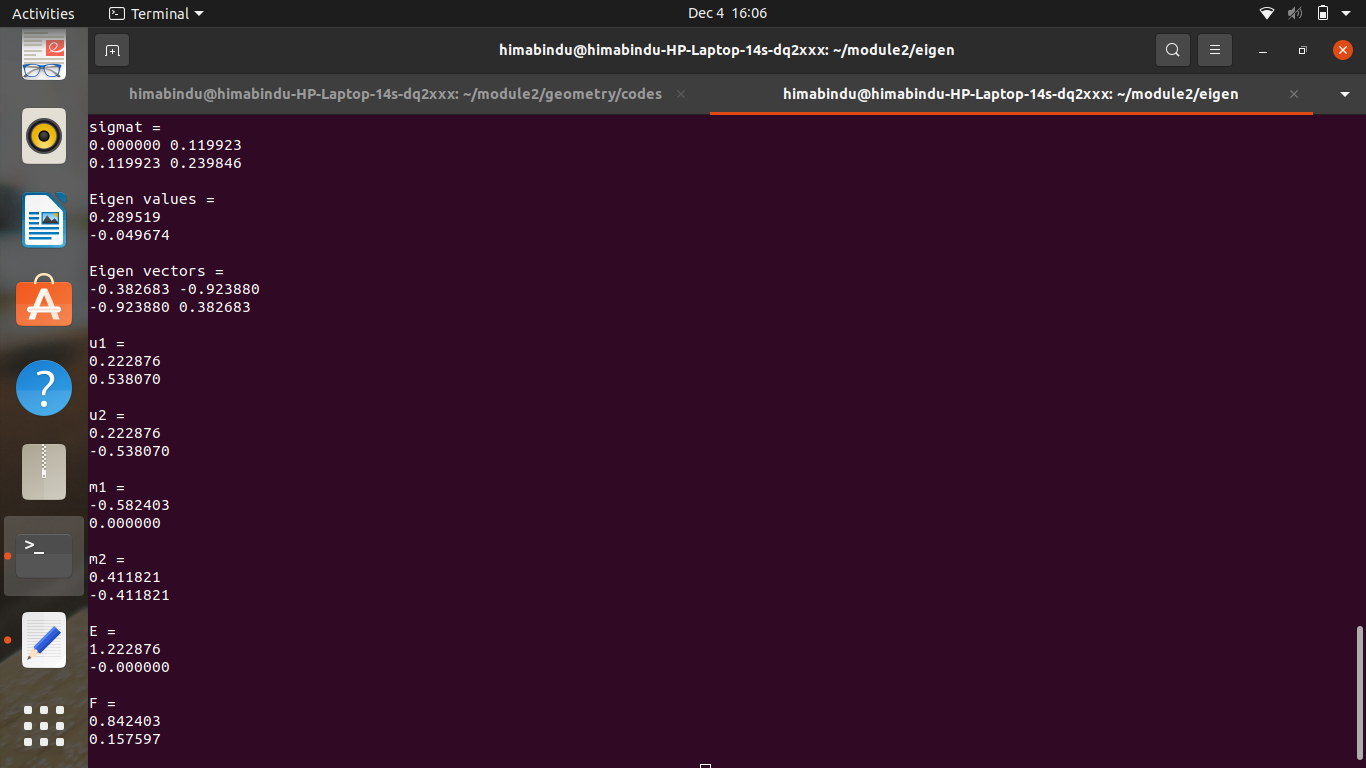 Activities
Terminal
Dec 4 16:06
himabindu@himabindu-HP-Laptop-14s-dq2xxx: ~/module2/eigen
himabindu@himabindu-HP-Laptop-14s-dq2xxx: ~/module2/geometry/codes
himabindu@himabindu-HP-Laptop-14s-dq2xxx: ~/module2/eigen
sigmat =
0.000000 0.119923
0.119923 0.239846
Eigen values =
0.289519
-0.049674
Eigen vectors =
-0.382683 -0.923880
-0.923880 0.382683
u1 =
0.222876
0.538070
u2 =
0.222876
-0.538070
m1 =
-0.582403
0.000000
m2 =
0.411821
-0.411821
E =
1.222876
-0.000000
F =
0.842403
0.157597